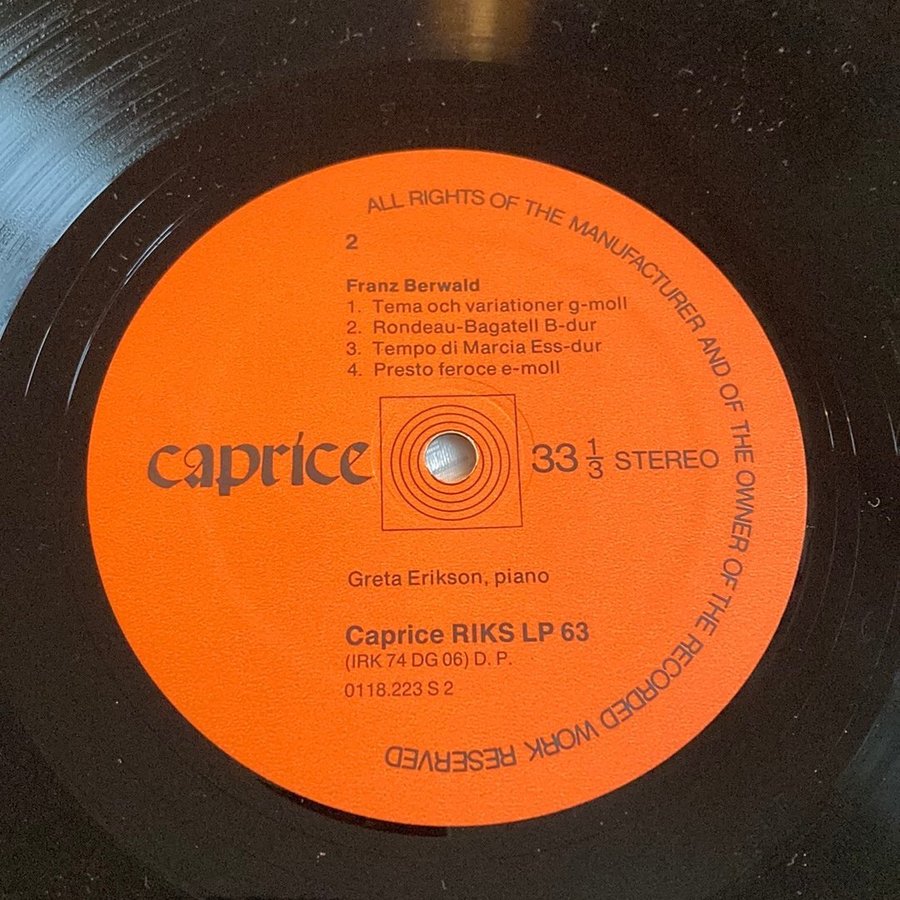 ALL RIGHTS OF THE MANUFACTURER AND OF THE OWNER OF THE RECORDED WORK RESERVED
2
Franz Berwald
1. Tema och variationer g-moll
2. Rondeau-Bagatell B-dur
3. Tempo di Marcia Ess-dur
4. Presto feroce e-moll
caprice
33 1/3 STEREO
Greta Erikson, piano
Caprice RIKS LP 63
(IRK 74 DG 06) D. P.
0118.223 S 2